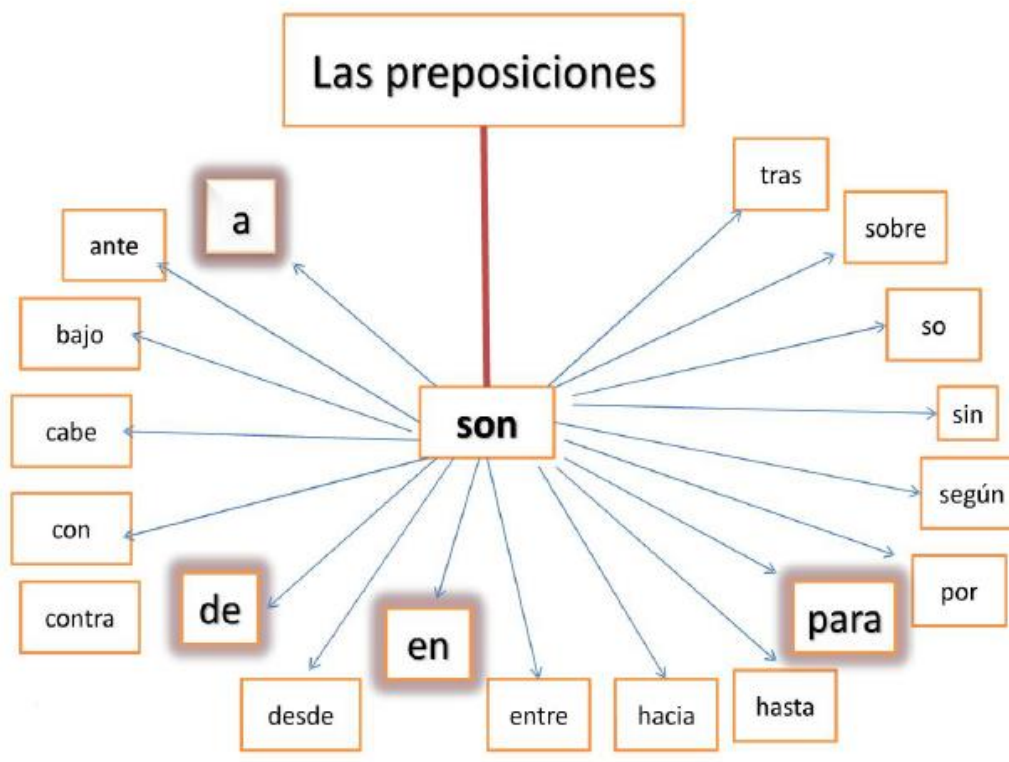 Las preposiciones
son
a
ante
bajo
cabe
con
contra
de
desde
en
entre
hacia
hasta
para
por
según
sin
so
sobre
tras